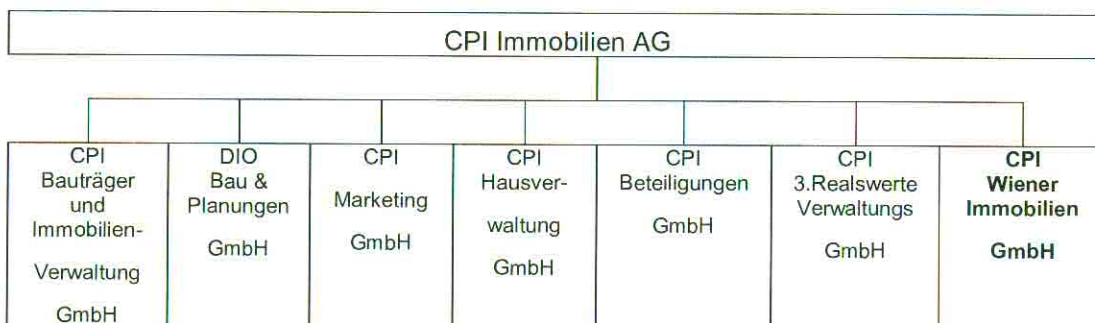 CPI Immobilien AG
CPI
Bauträger
und
Immobilien-
Verwaltung
GmbH
DIO
Bau &
Planungen
GmbH
CPI
Marketing
GmbH
CPI
Hausver-
waltung
GmbH
CPI
Beteiligungen
GmbH
CPI
3.Realswerte
Verwaltungs
GmbH
CPI
Wiener
Immobilien
GmbH